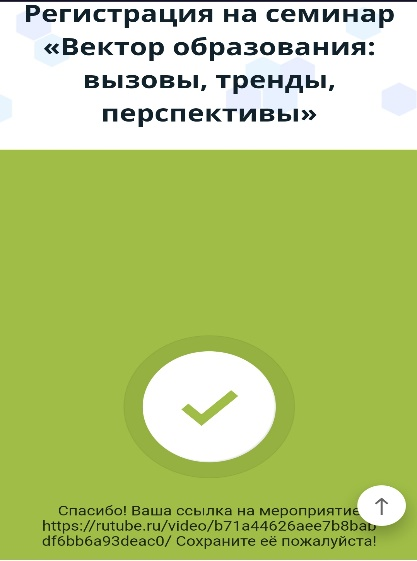 Регистрация на семинар
«Вектор образования:
вызовы, тренды,
перспективы»
Спасибо! Ваша ссылка на мероприятие
https://rutube.ru/video/b71a44626aee7b8bab
df6bb6a93deac0/ Сохраните её пожалуйста!